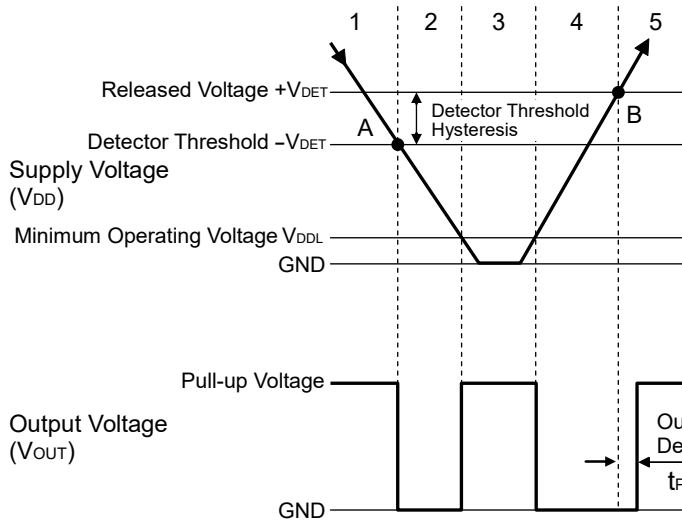 1 2 3 4 5
Released Voltage +VDET
Detector Threshold
Hysteresis
A
B
Detector Threshold –VDET
Supply Voltage
(VDD)
Minimum Operating Voltage VDDL
GND
Pull-up Voltage
Output Voltage
(VOUT)
GND